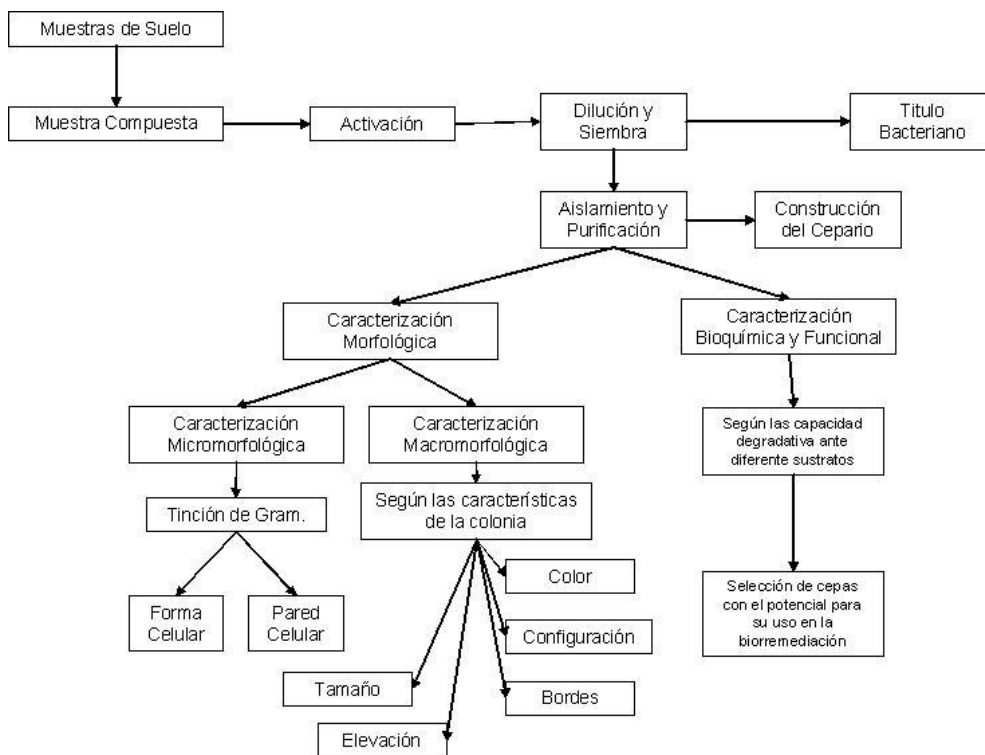 Muestras de Suelo
Muestra Compuesta
Activación
Dilución y
Siembra
Titulo
Bacteriano
Aislamiento y
Purificación
Construcción
del Cepario
Caracterización
Morfológica
Caracterización
Bioquímica y Funcional
Caracterización
Micromorfológica
Caracterización
Macromorfológica
Según las capacidad
degradativa ante
diferente sustratos
Tinción de Gram.
Según las características
de la colonia
Forma
Celular
Pared
Celular
Color
Configuración
Selección de cepas
con el potencial para
su uso en la
biorremediación
Tamaño
Bordes
Elevación